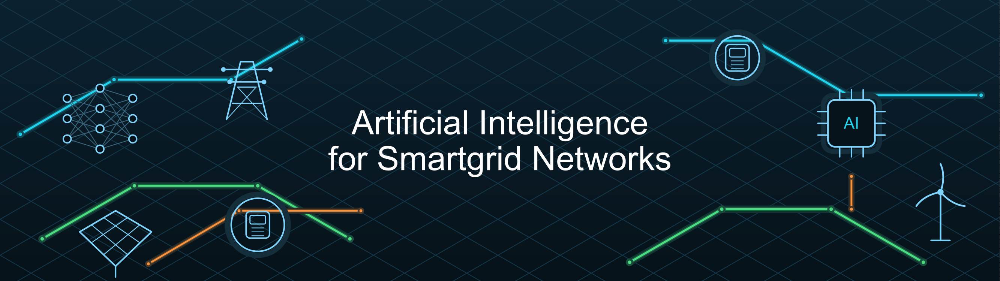 Artificial Intelligence
for Smartgrid Networks
AI